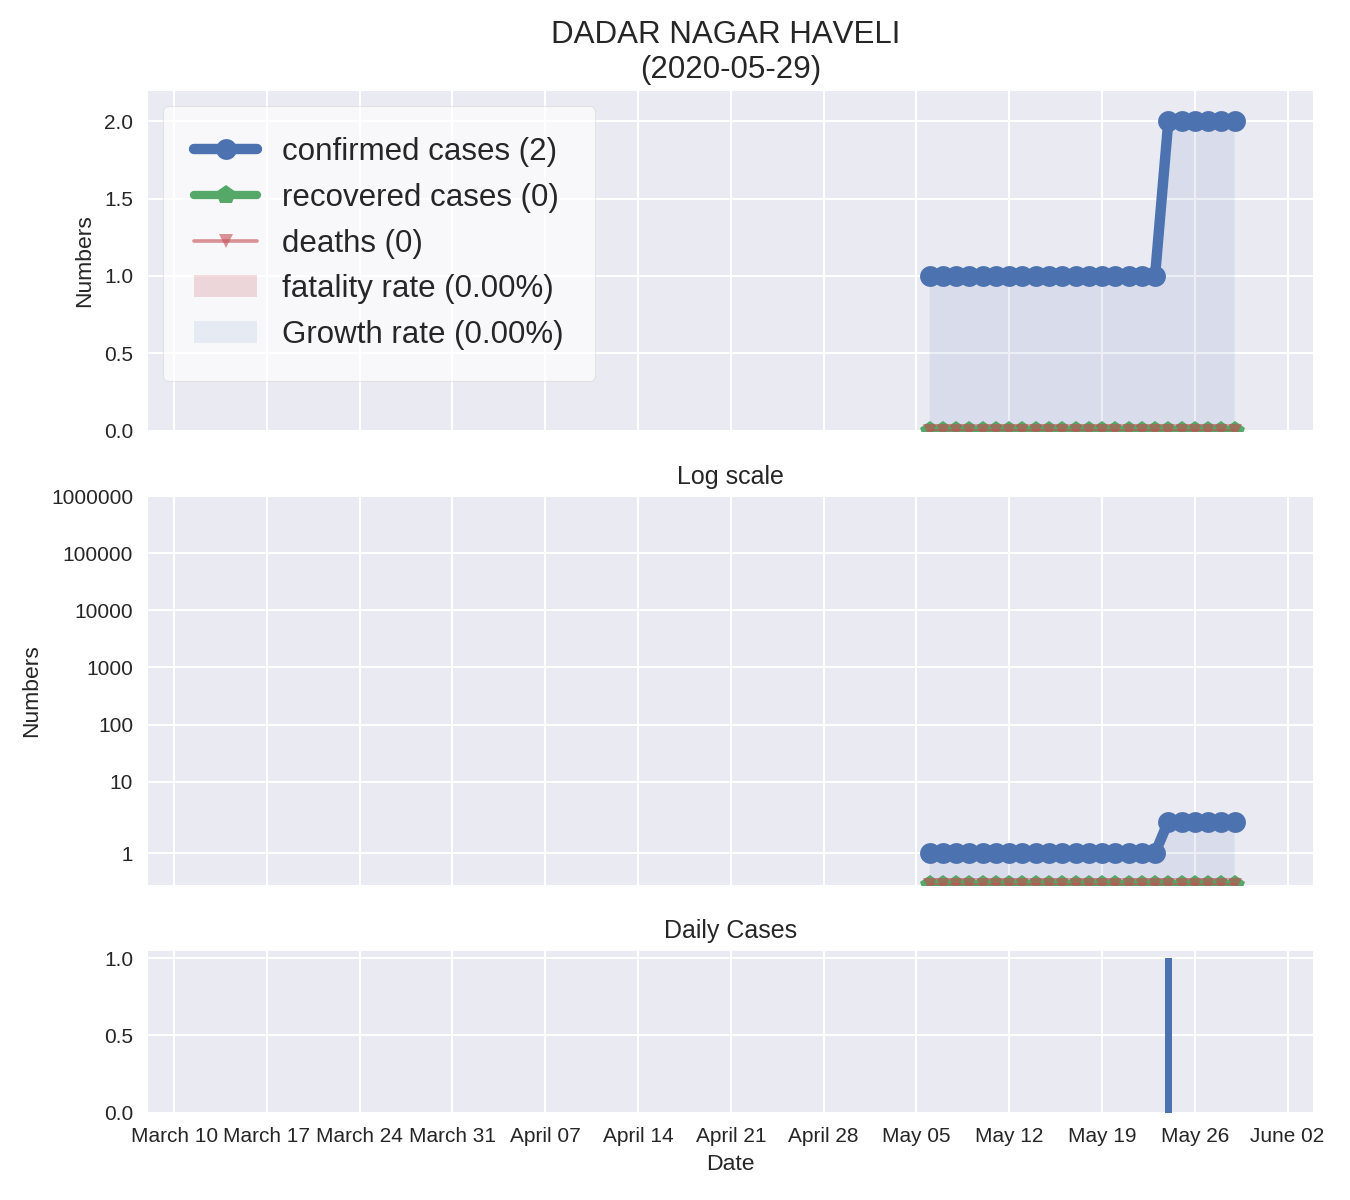 DADAR NAGAR HAVELI
(2020-05-29)
2.0
1.5
1.0
0.5
0.0
Numbers
confirmed cases (2)
recovered cases (0)
deaths (0)
fatality rate (0.00%)
Growth rate (0.00%)
Log scale
1000000
100000
10000
1000
100
10
1
Numbers
Daily Cases
1.0
0.5
0.0
March 10 March 17 March 24 March 31 April 07 April 14 April 21 April 28 May 05 May 12 May 19 May 26 June 02
Date